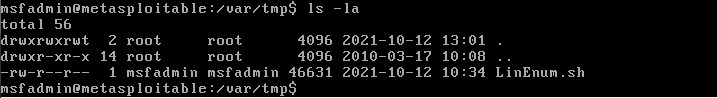 msfadmin@metasploitable:/var/tmp$ ls -la
total 56
drwxrwxrwt  2 root     root      4096 2021-10-12 13:01 .
drwxr-xr-x 14 root     root      4096 2010-03-17 10:08 ..
-rw-r--r--  1 msfadmin msfadmin 46631 2021-10-12 10:34 LinEnum.sh
msfadmin@metasploitable:/var/tmp$